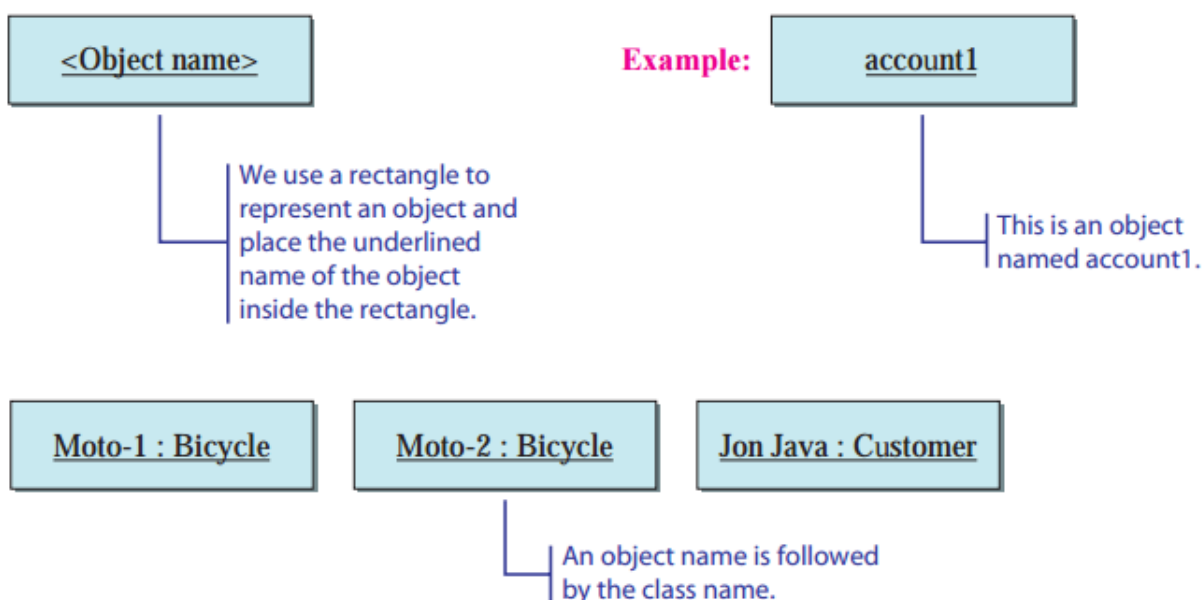 <Object name>
Example:
account1
We use a rectangle to
represent an object and
place the underlined
name of the object
inside the rectangle.
This is an object
named account1.
Moto-1 : Bicycle
Moto-2 : Bicycle
Jon Java : Customer
An object name is followed
by the class name.